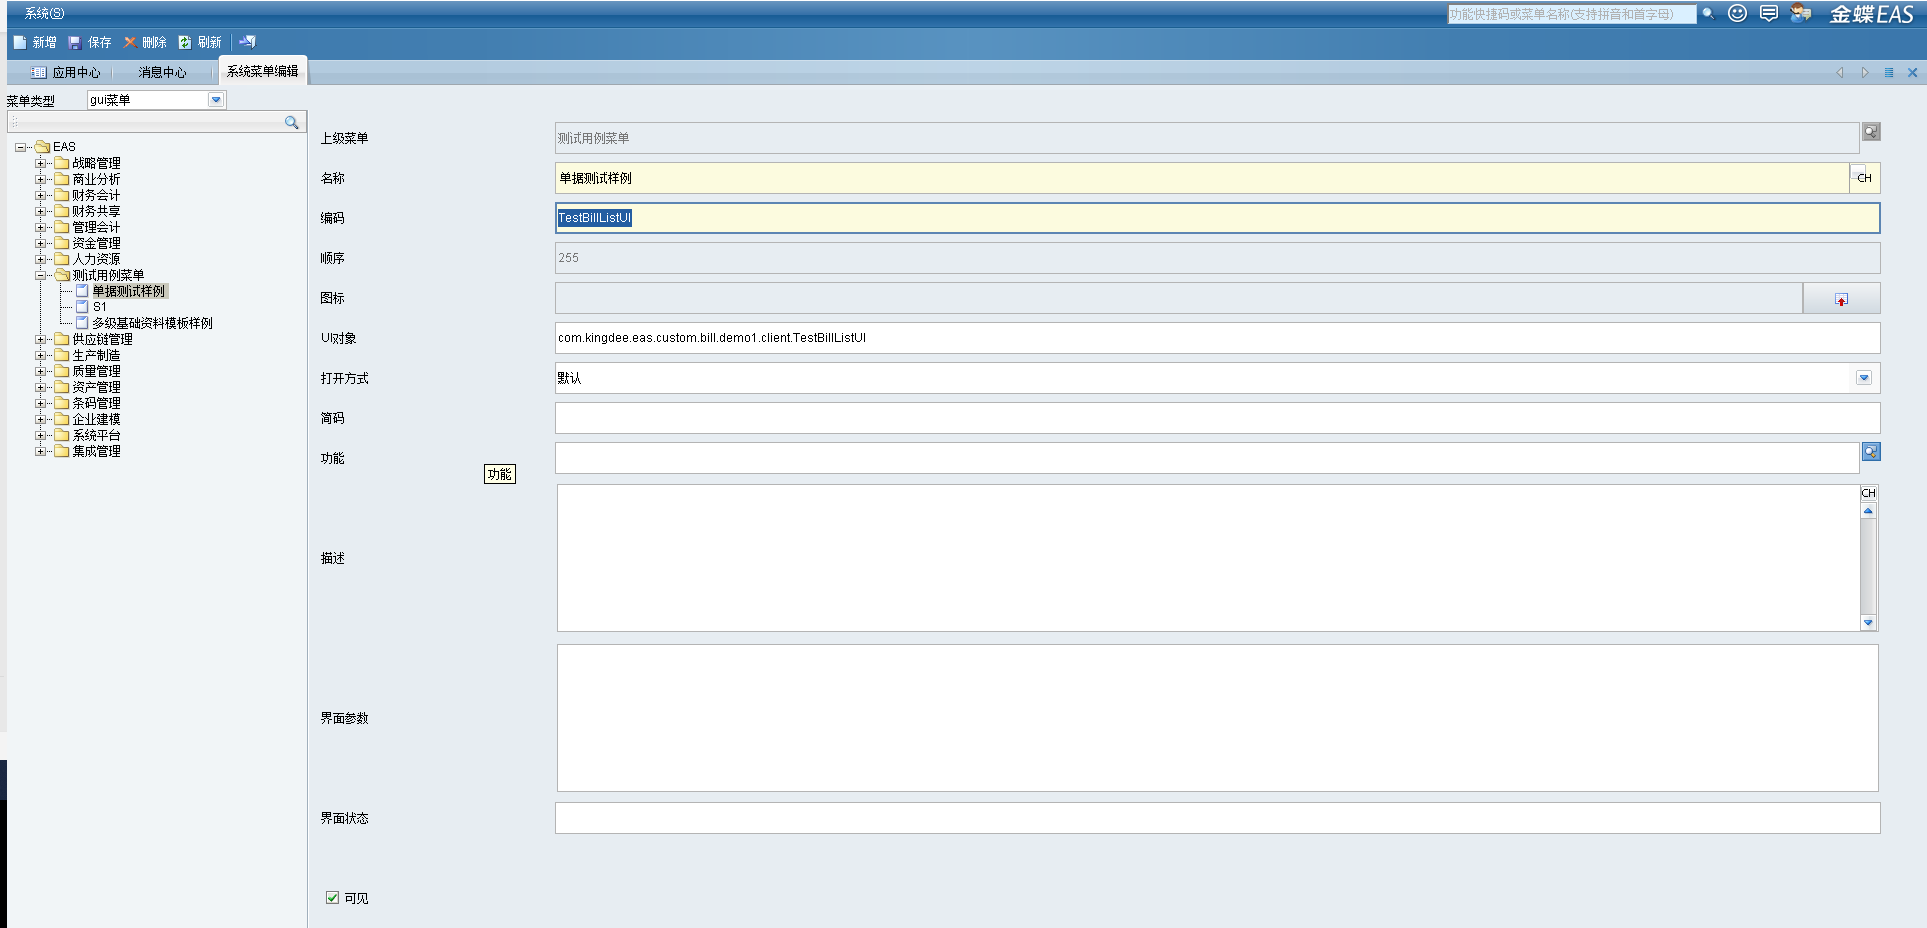 系统(S)
功能快捷码或菜单名称(支持拼音和首字母)
金蝶EAS
新增 保存 删除 刷新
应用中心 消息中心 系统菜单编辑
菜单类型 gui菜单
EAS
战略管理
商业分析
财务会计
财务共享
管理会计
资金管理
人力资源
测试用例菜单
单据测试样例
S1
多级基础资料模板样例
供应链管理
生产制造
质量管理
资产管理
条码管理
企业建模
系统平台
集成管理
上级菜单 测试用例菜单
名称 单据测试样例 CH
编码 TestBillListUI
顺序 255
图标
UI对象 com.kingdee.eas.custom.bill.demo1.client.TestBillListUI
打开方式 默认
简码
功能
功能
CH
描述
界面参数
界面状态
可见